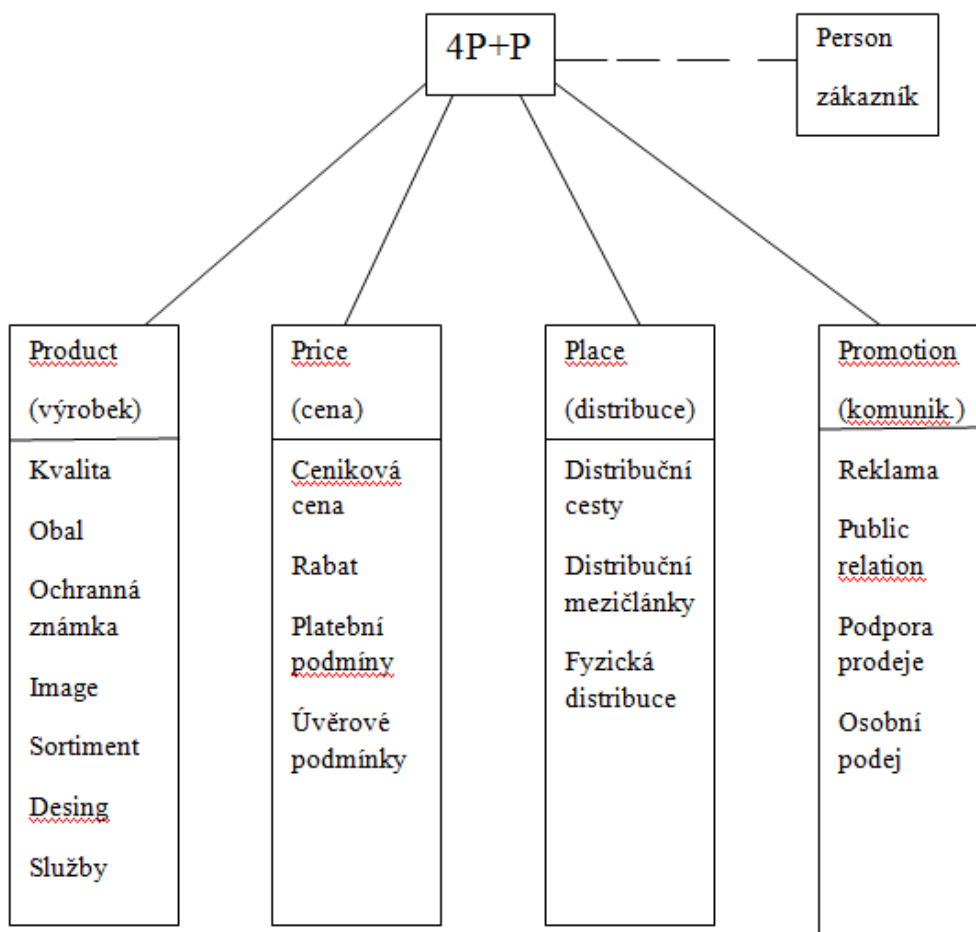 4P+P
Person
zákazník
Product
(výrobek)
Kvalita
Obal
Ochranná
známka
Image
Sortiment
Desing
Služby
Price
(cena)
Ceniková
cena
Rabat
Platební
podmíny
Úvěrové
podmínky
Place
(distribuce)
Distribuční
cesty
Distribuční
mezičlánky
Fyzická
distribuce
Promotion
(komunik.)
Reklama
Public
relation
Podpora
prodeje
Osobní
podej